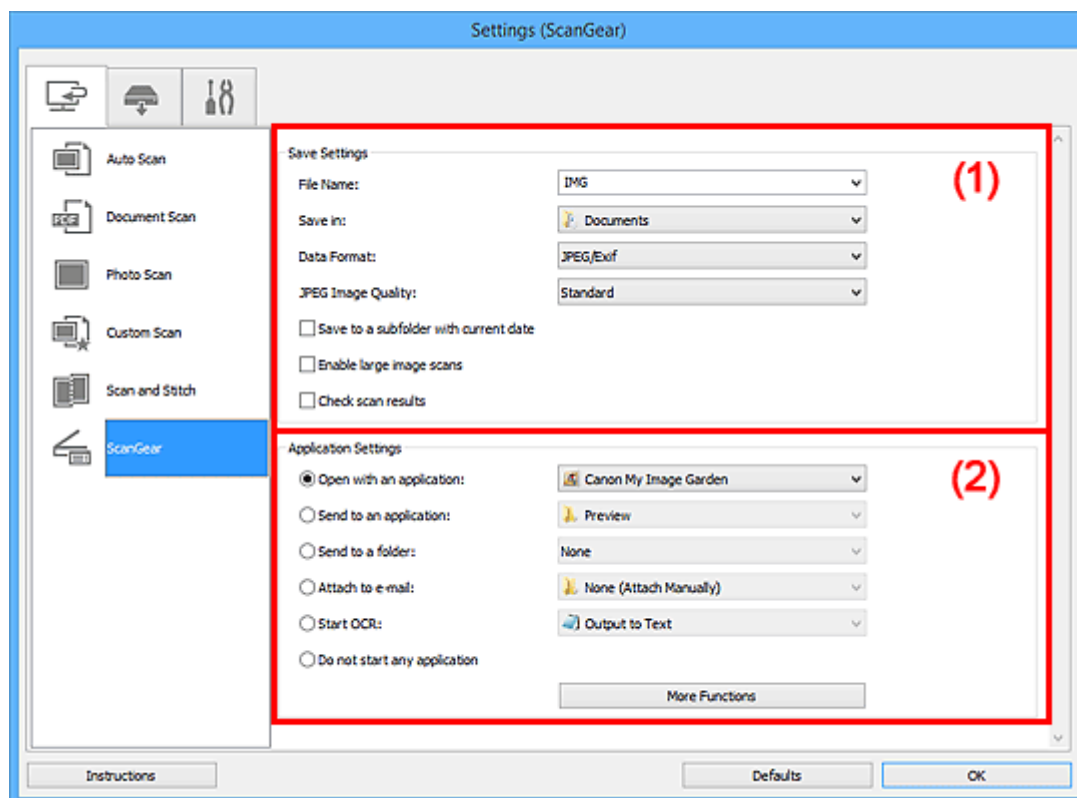 Settings (ScanGear)
Auto Scan
Document Scan
Photo Scan
Custom Scan
Scan and Stitch
ScanGear
Save Settings
(1)
File Name: IMG
Save in: Documents
Data Format: JPEG/Exif
JPEG Image Quality: Standard
Save to a subfolder with current date
Enable large image scans
Check scan results
Application Settings
(2)
Open with an application: Canon My Image Garden
Send to an application: Preview
Send to a folder: None
Attach to e-mail: None (Attach Manually)
Start OCR: Output to Text
Do not start any application
More Functions
Instructions
Defaults
OK